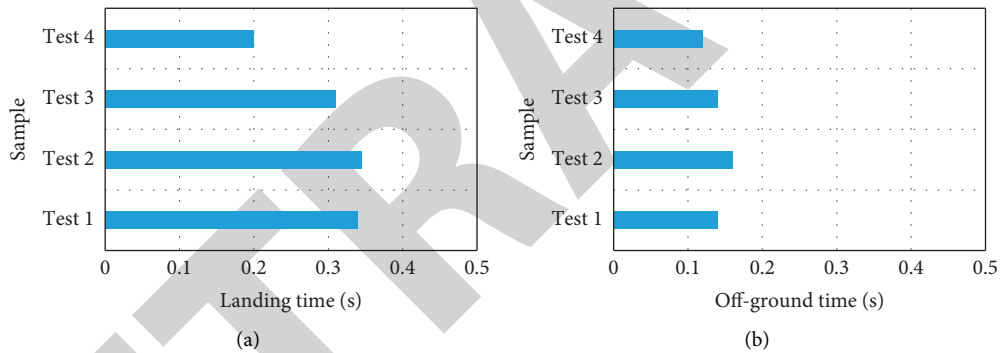 Test 4
Test 3
Test 2
Test 1
Sample
0 0.1 0.2 0.3 0.4 0.5
Landing time (s)
(a)
Test 4
Test 3
Test 2
Test 1
Sample
0 0.1 0.2 0.3 0.4 0.5
Off-ground time (s)
(b)
TRA